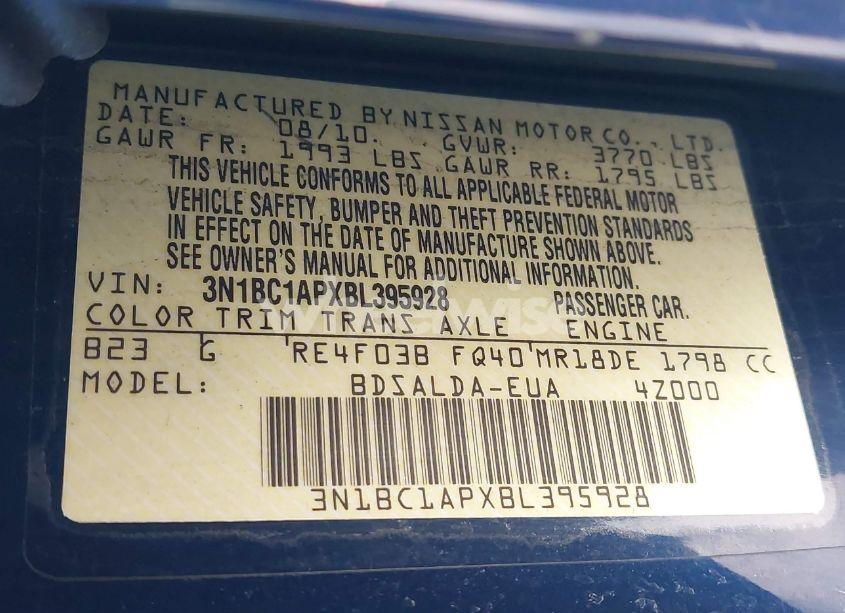 MANUFACTURED BY NISSAN MOTOR CO., LTD.
DATE: 08/10 GVWR: 3770 LBS
GAWR FR: 1993 LBS GAWR RR: 1795 LBS
THIS VEHICLE CONFORMS TO ALL APPLICABLE FEDERAL MOTOR
VEHICLE SAFETY, BUMPER AND THEFT PREVENTION STANDARDS
IN EFFECT ON THE DATE OF MANUFACTURE SHOWN ABOVE.
SEE OWNER'S MANUAL FOR ADDITIONAL INFORMATION.
VIN: 3N1BC1APXBL395928 PASSENGER CAR.
COLOR TRIM TRANS AXLE ENGINE
B23 G RE4F03B FQ40 MR18DE 1798 CC
MODEL: BDSALDA-EUA 4Z000
3N1BC1APXBL395928